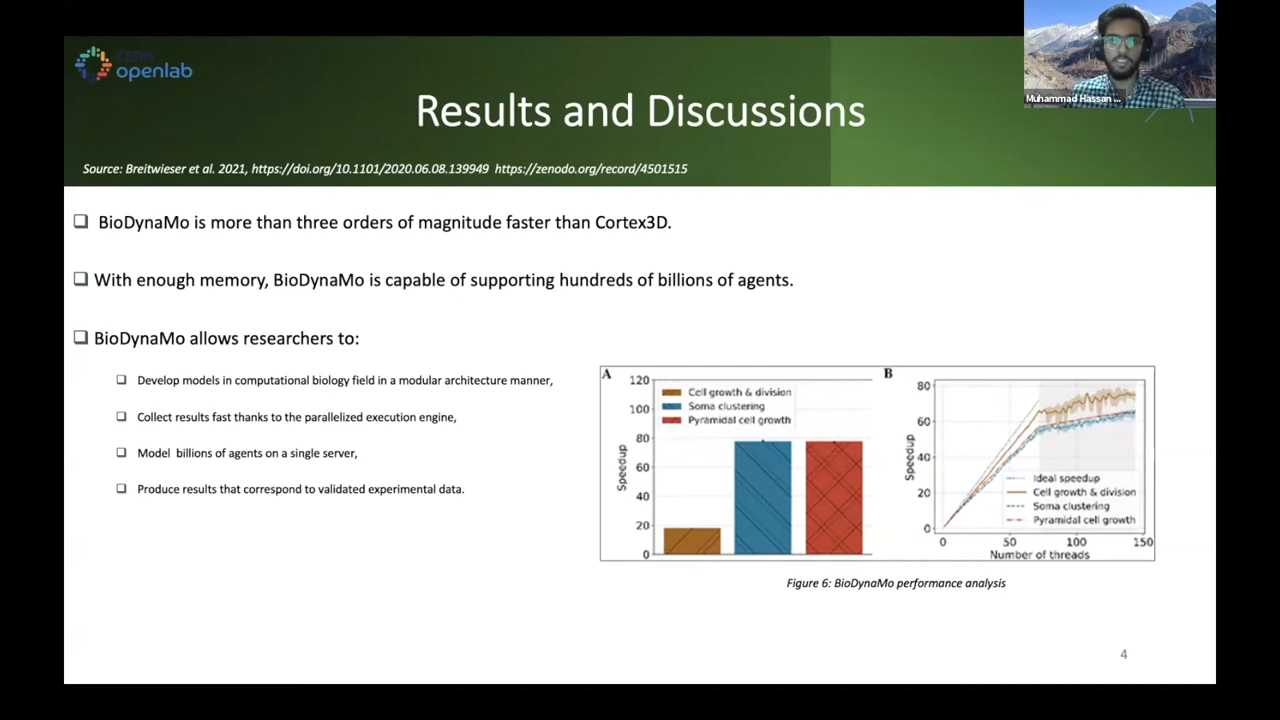 CERN
openlab
Muhammad Hassan ...
Results and Discussions
Source: Breitwieser et al. 2021, https://doi.org/10.1101/2020.06.08.139949 https://zenodo.org/record/4501515
BioDynaMo is more than three orders of magnitude faster than Cortex3D.
With enough memory, BioDynaMo is capable of supporting hundreds of billions of agents.
BioDynaMo allows researchers to:
Develop models in computational biology field in a modular architecture manner,
Collect results fast thanks to the parallelized execution engine,
Model billions of agents on a single server,
Produce results that correspond to validated experimental data.
A
120
100
80
60
40
20
0
Speedup
Cell growth & division
Soma clustering
Pyramidal cell growth
B
80
60
40
20
0
Speedup
Ideal speedup
Cell growth & division
Soma clustering
Pyramidal cell growth
0 50 100 150
Number of threads
Figure 6: BioDynaMo performance analysis
4